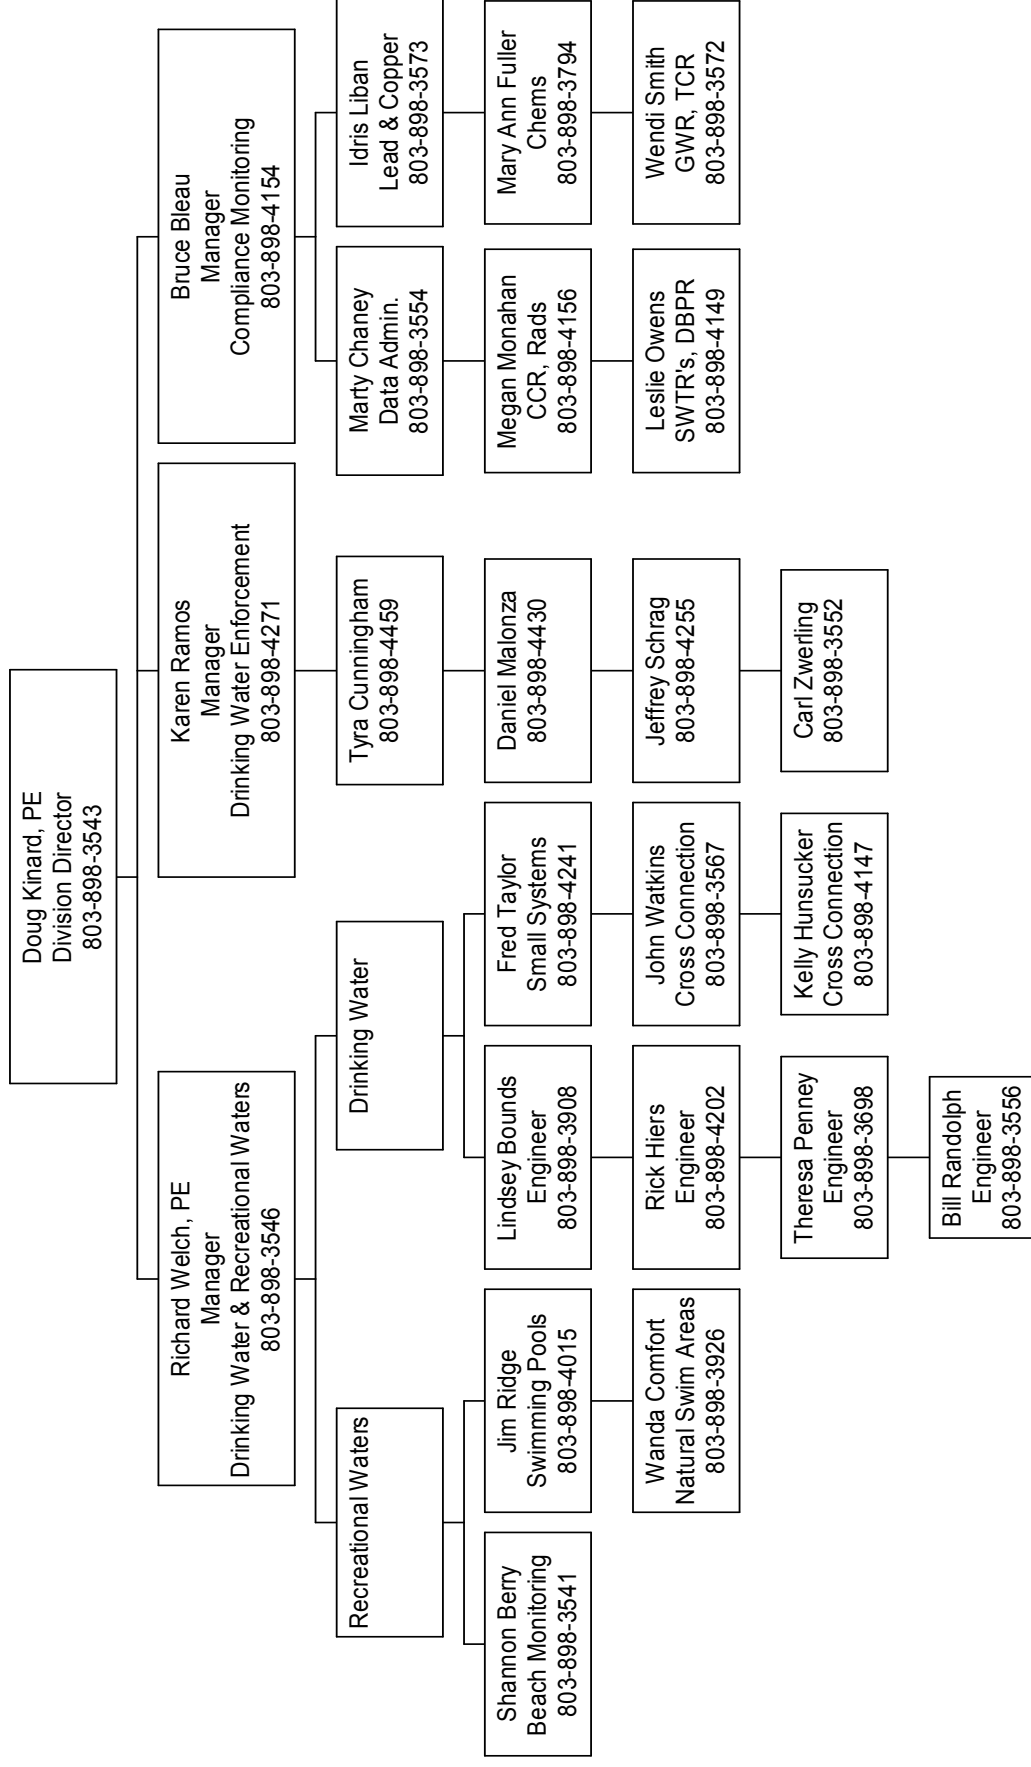 Doug Kinard, PE
Division Director
803-898-3543
Richard Welch, PE
Manager
Drinking Water & Recreational Waters
803-898-3546
Karen Ramos
Manager
Drinking Water Enforcement
803-898-4271
Bruce Bleau
Manager
Compliance Monitoring
803-898-4154
Recreational Waters
Drinking Water
Tyra Cunningham
803-898-4459
Marty Chaney
Data Admin.
803-898-3554
Idris Liban
Lead & Copper
803-898-3573
Shannon Berry
Beach Monitoring
803-898-3541
Jim Ridge
Swimming Pools
803-898-4015
Lindsey Bounds
Engineer
803-898-3908
Fred Taylor
Small Systems
803-898-4241
Daniel Malonza
803-898-4430
Megan Monahan
CCR, Rads
803-898-4156
Mary Ann Fuller
Chems
803-898-3794
Wanda Comfort
Natural Swim Areas
803-898-3926
Rick Hiers
Engineer
803-898-4202
John Watkins
Cross Connection
803-898-3567
Jeffrey Schrag
803-898-4255
Leslie Owens
SWTR's, DBPR
803-898-4149
Wendi Smith
GWR, TCR
803-898-3572
Theresa Penney
Engineer
803-898-3698
Kelly Hunsucker
Cross Connection
803-898-4147
Carl Zwerling
803-898-3552
Bill Randolph
Engineer
803-898-3556